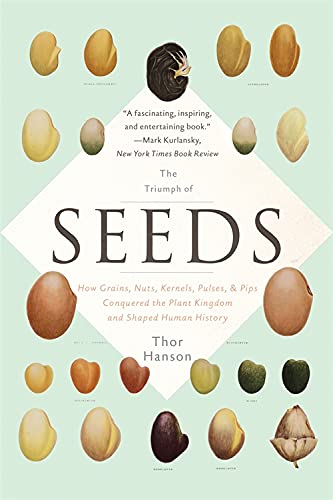 "A fascinating, inspiring,
and entertaining book."
—Mark Kurlansky,
New York Times Book Review
The
Triumph of
SEEDS
How Grains, Nuts, Kernels, Pulses, & Pips
Conquered the Plant Kingdom
and Shaped Human History
Thor
Hanson